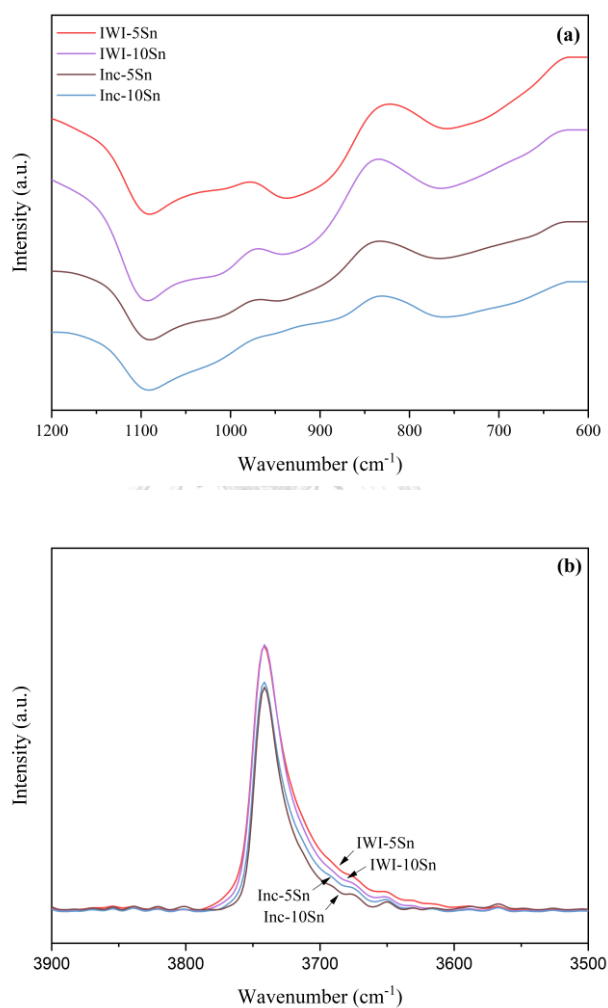 (a)
IWI-5Sn
IWI-10Sn
Inc-5Sn
Inc-10Sn
Intensity (a.u.)
1200 1100 1000 900 800 700 600
Wavenumber (cm⁻¹)
(b)
Intensity (a.u.)
IWI-5Sn
IWI-10Sn
Inc-5Sn
Inc-10Sn
3900 3800 3700 3600 3500
Wavenumber (cm⁻¹)